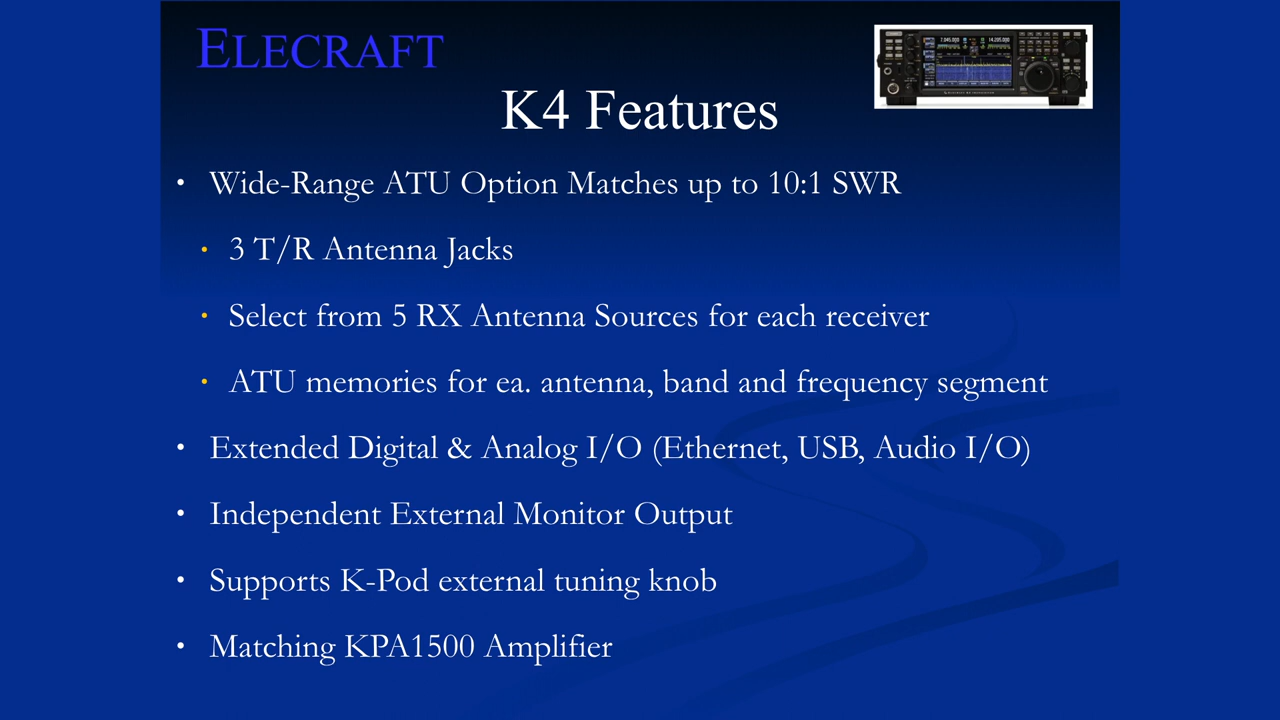 ELECRAFT
K4 Features
• Wide-Range ATU Option Matches up to 10:1 SWR
• 3 T/R Antenna Jacks
• Select from 5 RX Antenna Sources for each receiver
• ATU memories for ea. antenna, band and frequency segment
• Extended Digital & Analog I/O (Ethernet, USB, Audio I/O)
• Independent External Monitor Output
• Supports K-Pod external tuning knob
• Matching KPA1500 Amplifier